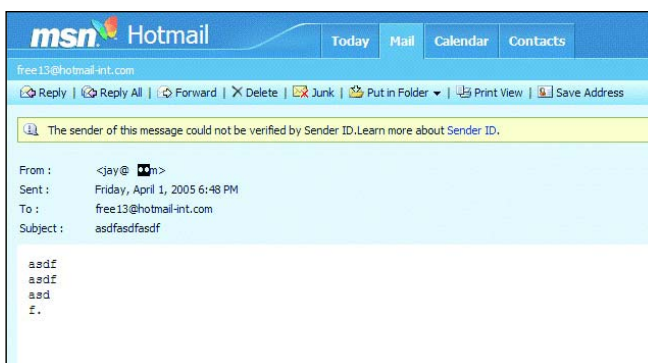 msn Hotmail
Today Mail Calendar Contacts
free13@hotmail-int.com
Reply | Reply All | Forward | Delete | Junk | Put in Folder | Print View | Save Address
The sender of this message could not be verified by Sender ID.Learn more about Sender ID.
From : <jay@ m>
Sent : Friday, April 1, 2005 6:48 PM
To : free13@hotmail-int.com
Subject : asdfasdfasdf
asdf
asdf
asd
f.